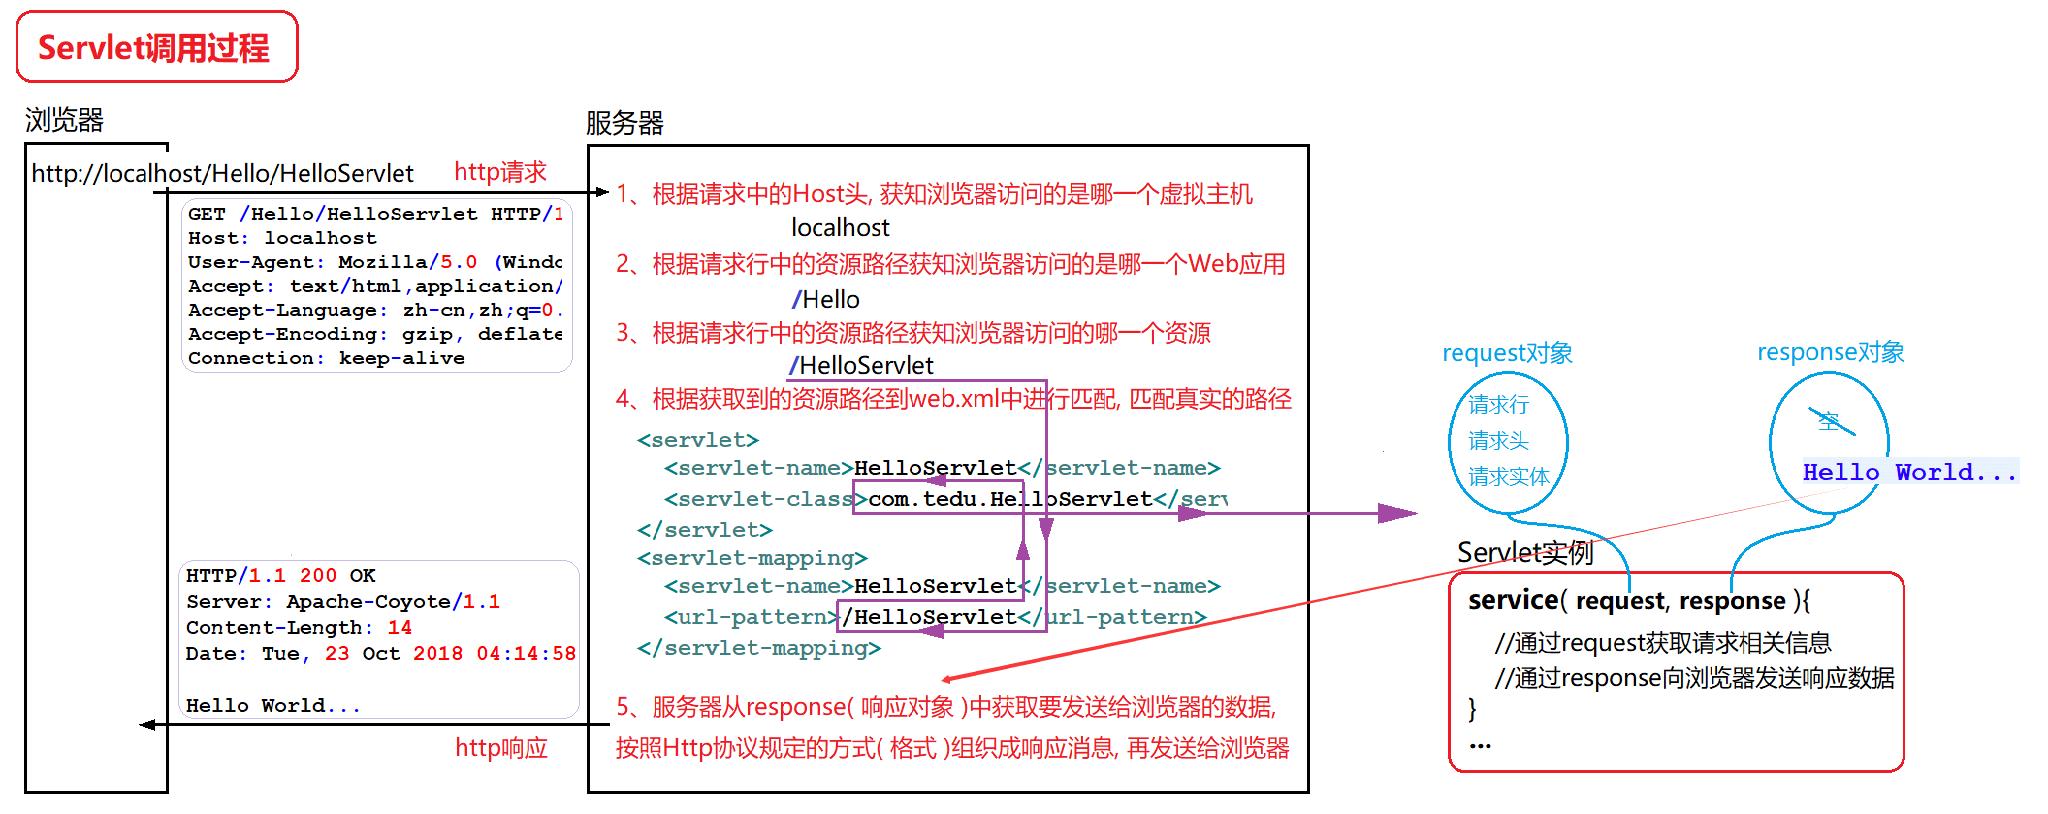 Servlet调用过程
浏览器
http://localhost/Hello/HelloServlet
http请求
GET /Hello/HelloServlet HTTP/1
Host: localhost
User-Agent: Mozilla/5.0 (Windo
Accept: text/html,application/
Accept-Language: zh-cn,zh;q=0.
Accept-Encoding: gzip, deflate
Connection: keep-alive
HTTP/1.1 200 OK
Server: Apache-Coyote/1.1
Content-Length: 14
Date: Tue, 23 Oct 2018 04:14:58
Hello World...
http响应
服务器
1、根据请求中的Host头, 获知浏览器访问的是哪一个虚拟主机
localhost
2、根据请求行中的资源路径获知浏览器访问的是哪一个Web应用
/Hello
3、根据请求行中的资源路径获知浏览器访问的哪一个资源
/HelloServlet
4、根据获取到的资源路径到web.xml中进行匹配, 匹配真实的路径
<servlet>
<servlet-name>HelloServlet</servlet-name>
<servlet-class>com.tedu.HelloServlet</serv
</servlet>
<servlet-mapping>
<servlet-name>HelloServlet</servlet-name>
<url-pattern>/HelloServlet</url-pattern>
</servlet-mapping>
5、服务器从response( 响应对象 )中获取要发送给浏览器的数据,
按照Http协议规定的方式( 格式 )组织成响应消息, 再发送给浏览器
request对象
请求行
请求头
请求实体
response对象
空
Hello World...
Servlet实例
service( request, response ){
//通过request获取请求相关信息
//通过response向浏览器发送响应数据
}
...